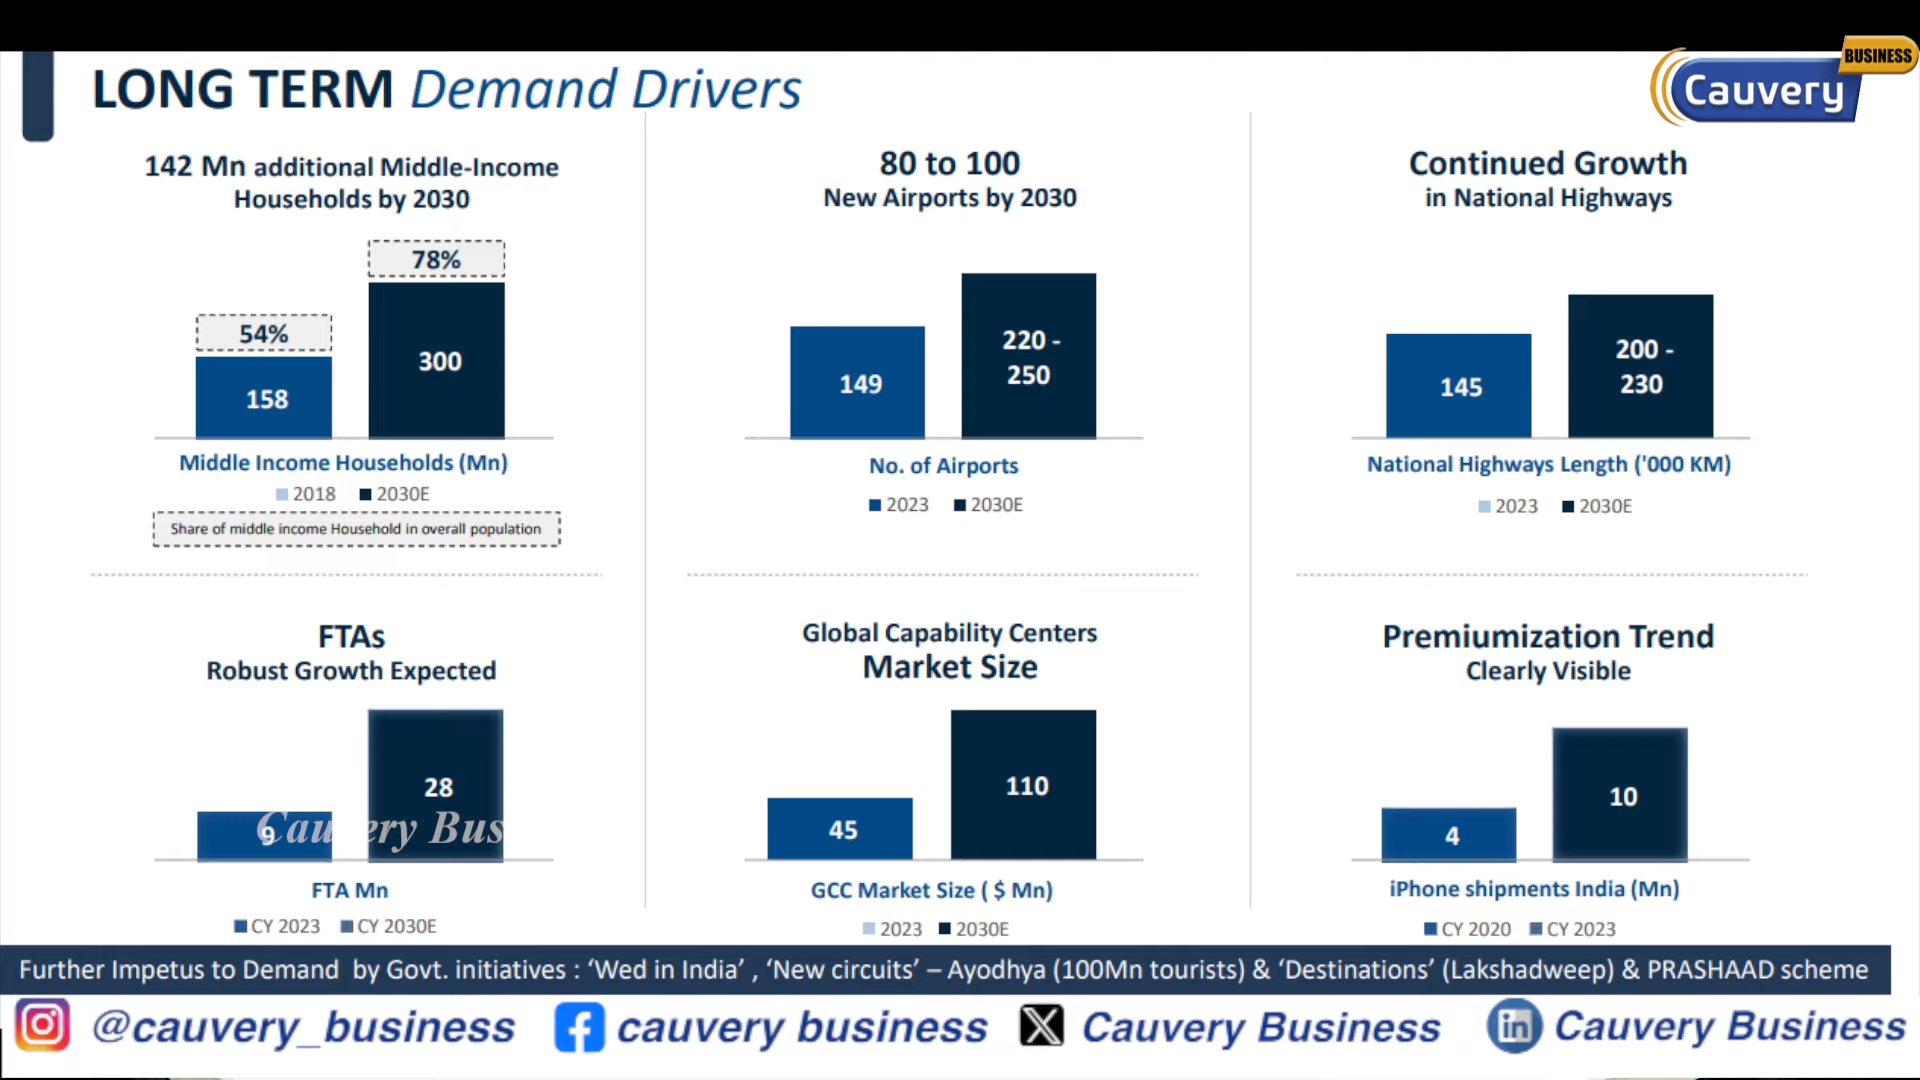 BUSINESS
Cauvery
LONG TERM Demand Drivers
142 Mn additional Middle-Income
Households by 2030
78%
54%
300
158
Middle Income Households (Mn)
2018 2030E
Share of middle income Household in overall population
80 to 100
New Airports by 2030
149
220 -
250
No. of Airports
2023 2030E
Continued Growth
in National Highways
145
200 -
230
National Highways Length ('000 KM)
2023 2030E
FTAs
Robust Growth Expected
28
9
Cauvery Bus
FTA Mn
CY 2023 CY 2030E
Global Capability Centers
Market Size
110
45
GCC Market Size ( $ Mn)
2023 2030E
Premiumization Trend
Clearly Visible
10
4
iPhone shipments India (Mn)
CY 2020 CY 2023
Further Impetus to Demand by Govt. initiatives : ‘Wed in India’ , ‘New circuits’ – Ayodhya (100Mn tourists) & ‘Destinations’ (Lakshadweep) & PRASHAAD scheme
@cauvery_business cauvery business Cauvery Business Cauvery Business